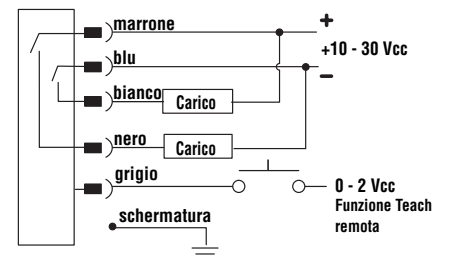 marrone
+
+10 - 30 Vcc
blu
−
bianco
Carico
nero
Carico
grigio
0 - 2 Vcc
Funzione Teach
remota
schermatura